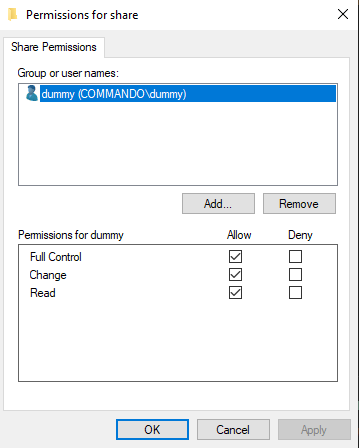 Permissions for share
Share Permissions
Group or user names:
dummy (COMMANDO\dummy)
Add...
Remove
Permissions for dummy Allow Deny
Full Control
Change
Read
OK Cancel Apply